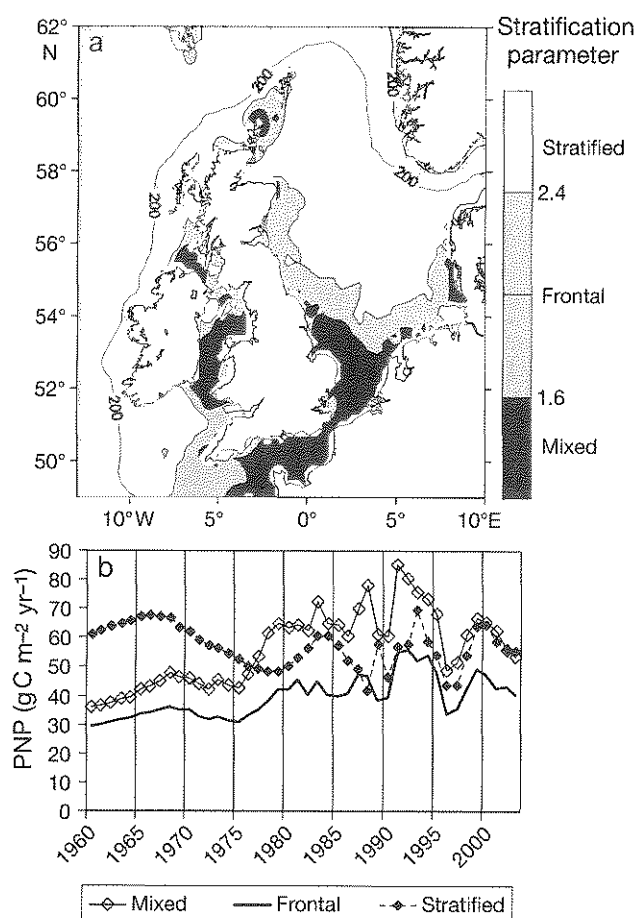 62°
N
60°
58°
56°
54°
52°
50°
a
200
200
200
200
10°W
5°
0°
5°
10°E
Stratification
parameter
Stratified
2.4
Frontal
1.6
Mixed
b
PNP (gC m–2 yr–1)
90
80
70
60
50
40
30
20
10
0
1960
1965
1970
1975
1980
1985
1990
1995
2000
Mixed
Frontal
Stratified